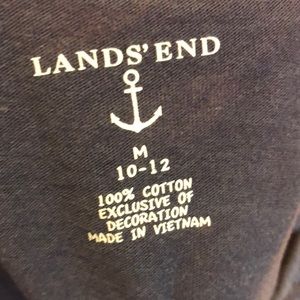 LANDS' END
M
10-12
100% COTTON
EXCLUSIVE OF
DECORATION
MADE IN VIETNAM